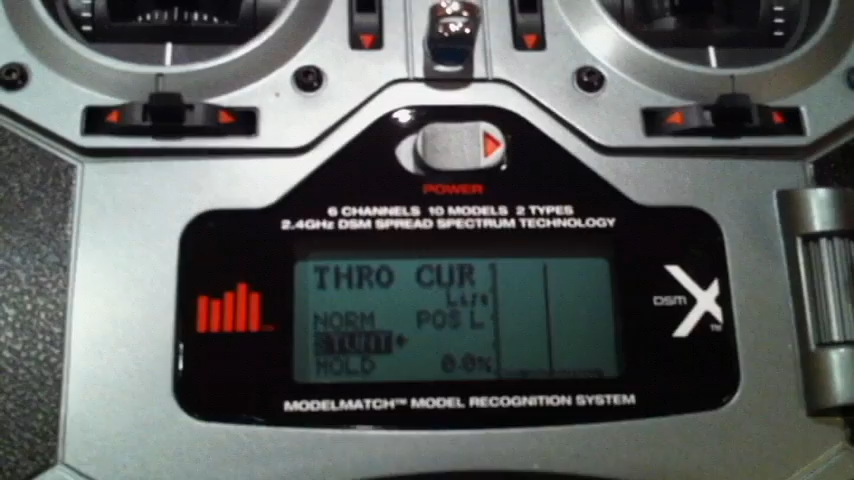 POWER
6 CHANNELS 10 MODELS 2 TYPES
2.4GHz DSM SPREAD SPECTRUM TECHNOLOGY
THRO CUR
NORM POS L
STUNT
HOLD 0.0%
DSM X™
MODELMATCH™ MODEL RECOGNITION SYSTEM